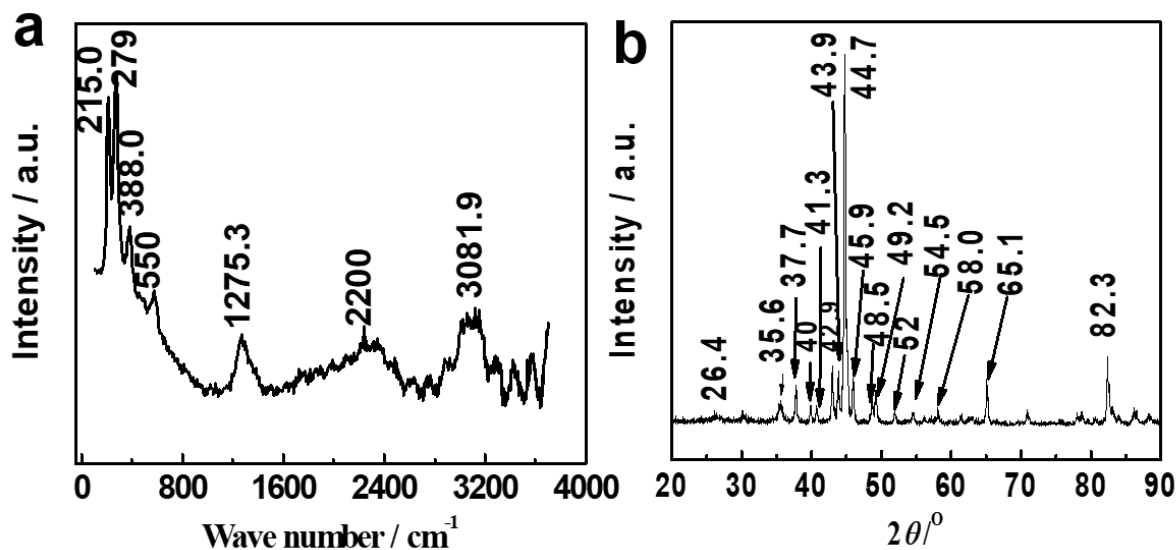 a
Intensity / a.u.
215.0
279
388.0
550
1275.3
2200
3081.9
0 800 1600 2400 3200 4000
Wave number / cm-1
b
Intensity / a.u.
26.4
35.6
37.7
40
41.3
42.9
43.9
44.7
45.9
48.5
49.2
52
54.5
58.0
65.1
82.3
20 30 40 50 60 70 80 90
2θ/o